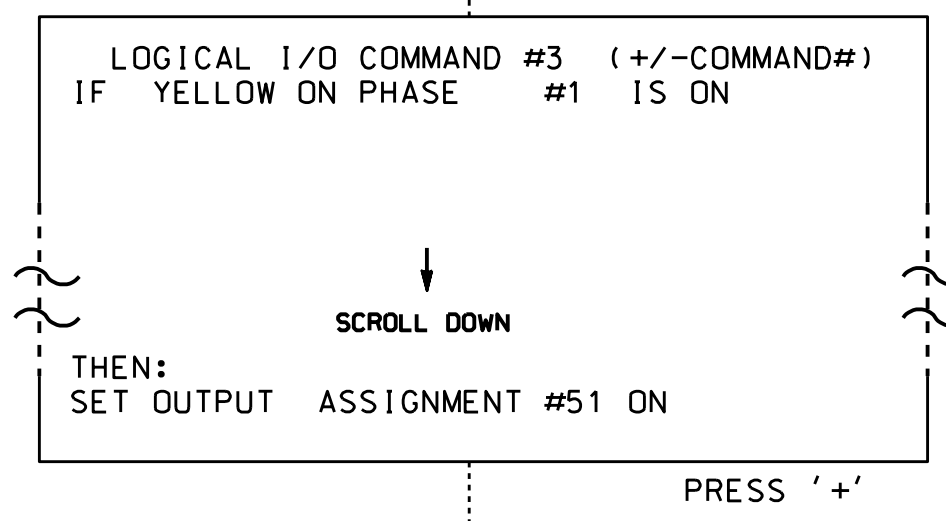 LOGICAL I/O COMMAND #3 (+/-COMMAND#)
IF YELLOW ON PHASE #1 IS ON
SCROLL DOWN
THEN:
SET OUTPUT ASSIGNMENT #51 ON
PRESS '+'